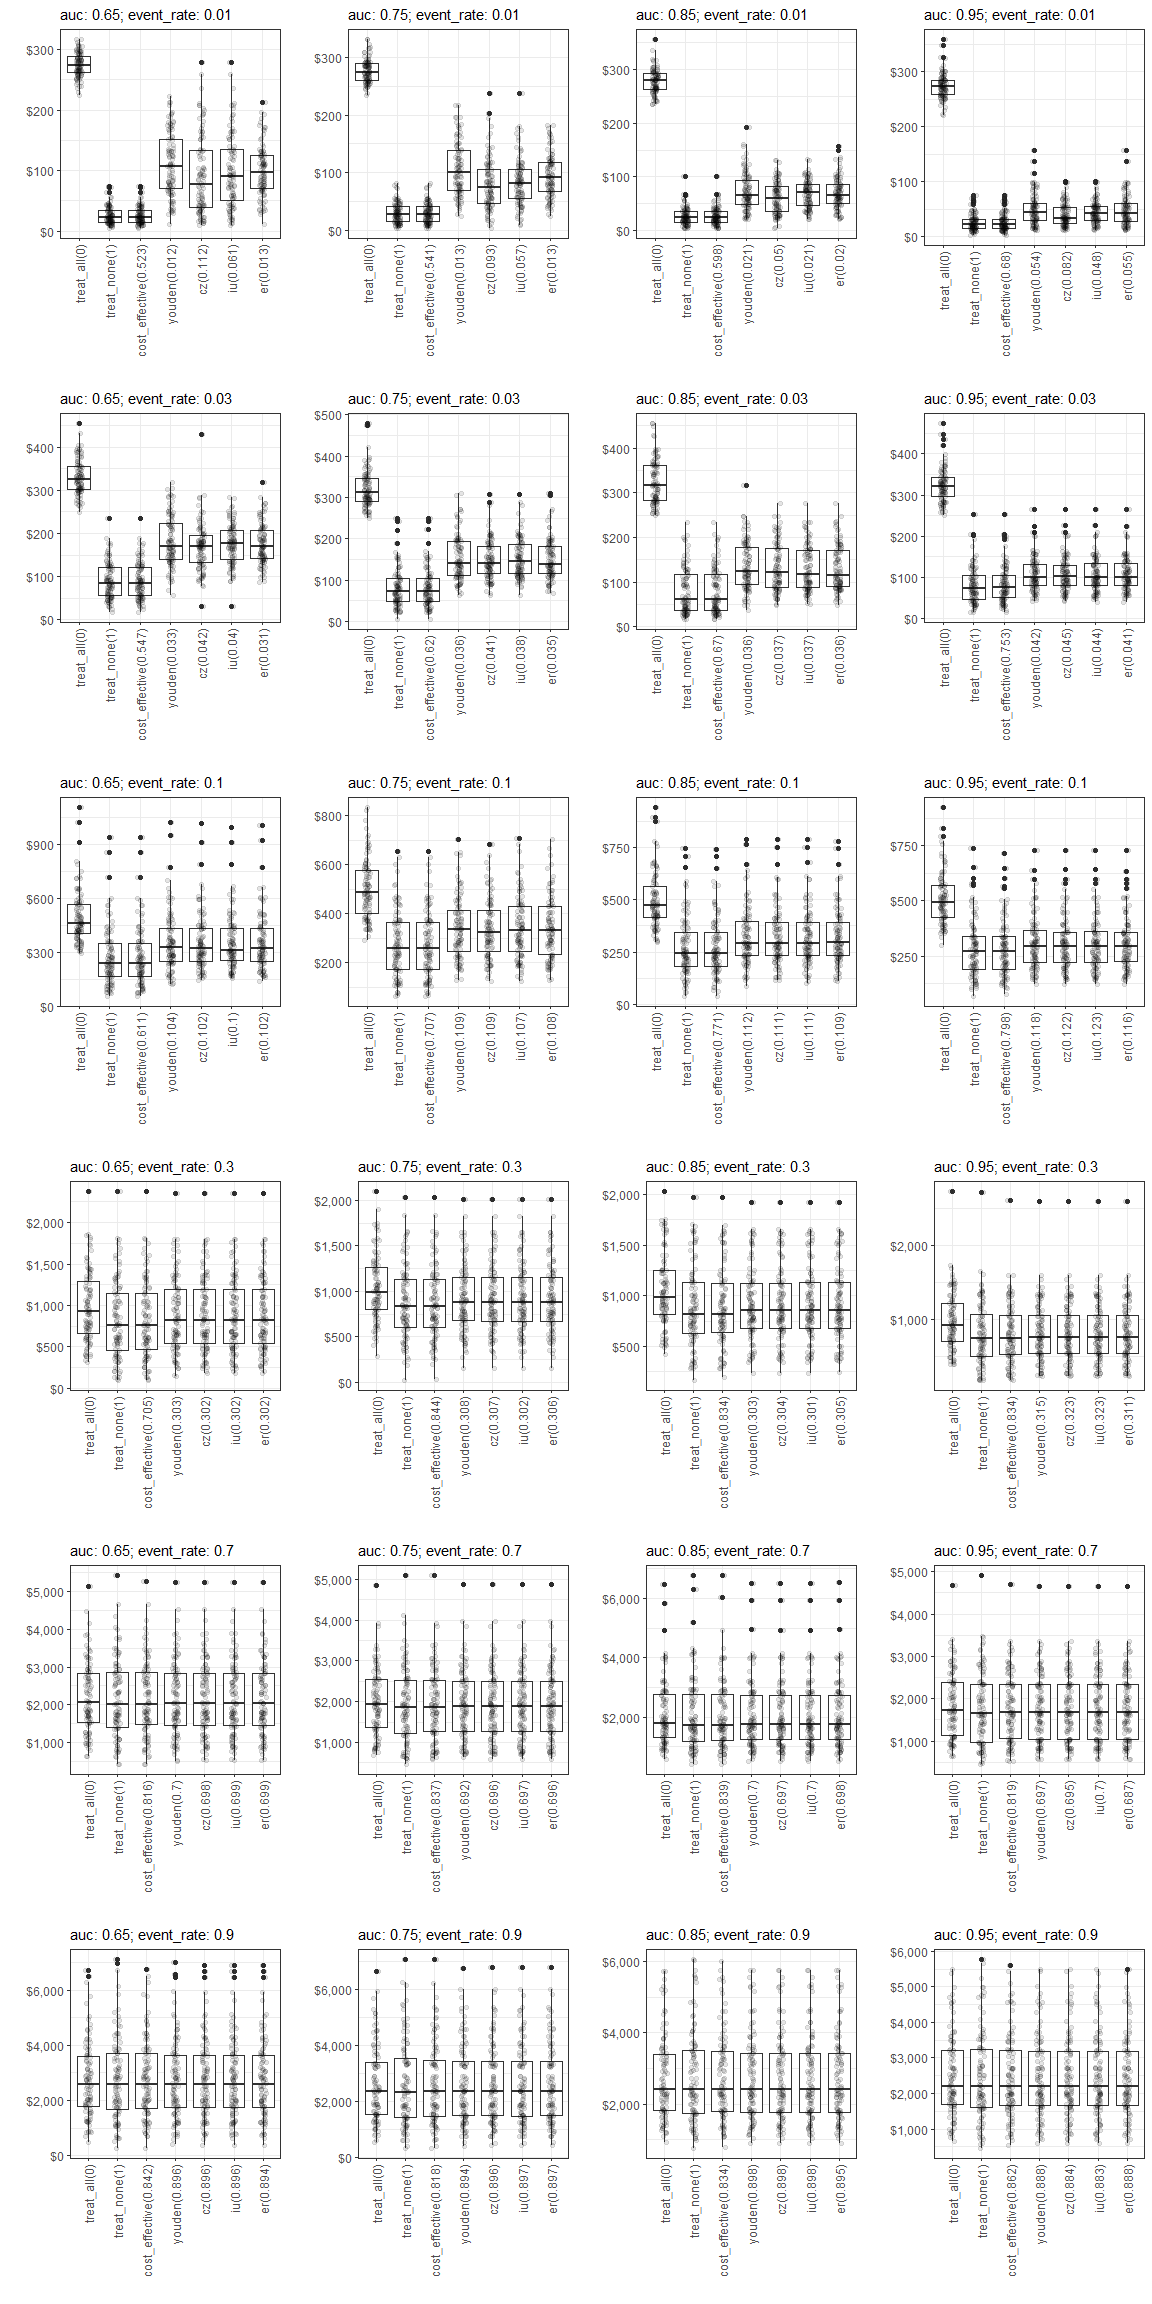 auc: 0.65; event_rate: 0.01
$300
$200
$100
$0
treat_all(0)
treat_none(1)
cost_effective(0.523)
youden(0.012)
cz(0.112)
iu(0.061)
er(0.013)
auc: 0.75; event_rate: 0.01
$300
$200
$100
$0
treat_all(0)
treat_none(1)
cost_effective(0.541)
youden(0.013)
cz(0.093)
iu(0.057)
er(0.013)
auc: 0.85; event_rate: 0.01
$300
$200
$100
$0
treat_all(0)
treat_none(1)
cost_effective(0.598)
youden(0.021)
cz(0.05)
iu(0.021)
er(0.02)
auc: 0.95; event_rate: 0.01
$300
$200
$100
$0
treat_all(0)
treat_none(1)
cost_effective(0.68)
youden(0.054)
cz(0.082)
iu(0.048)
er(0.055)
auc: 0.65; event_rate: 0.03
$400
$300
$200
$100
$0
treat_all(0)
treat_none(1)
cost_effective(0.547)
youden(0.033)
cz(0.042)
iu(0.04)
er(0.031)
auc: 0.75; event_rate: 0.03
$500
$400
$300
$200
$100
$0
treat_all(0)
treat_none(1)
cost_effective(0.62)
youden(0.036)
cz(0.041)
iu(0.038)
er(0.035)
auc: 0.85; event_rate: 0.03
$400
$300
$200
$100
$0
treat_all(0)
treat_none(1)
cost_effective(0.67)
youden(0.036)
cz(0.037)
iu(0.037)
er(0.036)
auc: 0.95; event_rate: 0.03
$400
$300
$200
$100
$0
treat_all(0)
treat_none(1)
cost_effective(0.753)
youden(0.042)
cz(0.045)
iu(0.044)
er(0.041)
auc: 0.65; event_rate: 0.1
$900
$600
$300
$0
treat_all(0)
treat_none(1)
cost_effective(0.611)
youden(0.104)
cz(0.102)
iu(0.1)
er(0.102)
auc: 0.75; event_rate: 0.1
$800
$600
$400
$200
treat_all(0)
treat_none(1)
cost_effective(0.707)
youden(0.109)
cz(0.109)
iu(0.107)
er(0.108)
auc: 0.85; event_rate: 0.1
$750
$500
$250
$0
treat_all(0)
treat_none(1)
cost_effective(0.771)
youden(0.112)
cz(0.111)
iu(0.111)
er(0.109)
auc: 0.95; event_rate: 0.1
$750
$500
$250
treat_all(0)
treat_none(1)
cost_effective(0.798)
youden(0.118)
cz(0.122)
iu(0.123)
er(0.116)
auc: 0.65; event_rate: 0.3
$2,000
$1,500
$1,000
$500
$0
treat_all(0)
treat_none(1)
cost_effective(0.705)
youden(0.303)
cz(0.302)
iu(0.302)
er(0.302)
auc: 0.75; event_rate: 0.3
$2,000
$1,500
$1,000
$500
$0
treat_all(0)
treat_none(1)
cost_effective(0.844)
youden(0.308)
cz(0.307)
iu(0.302)
er(0.306)
auc: 0.85; event_rate: 0.3
$2,000
$1,500
$1,000
$500
treat_all(0)
treat_none(1)
cost_effective(0.834)
youden(0.303)
cz(0.304)
iu(0.301)
er(0.305)
auc: 0.95; event_rate: 0.3
$2,000
$1,000
treat_all(0)
treat_none(1)
cost_effective(0.834)
youden(0.315)
cz(0.323)
iu(0.323)
er(0.311)
auc: 0.65; event_rate: 0.7
$5,000
$4,000
$3,000
$2,000
$1,000
treat_all(0)
treat_none(1)
cost_effective(0.816)
youden(0.7)
cz(0.698)
iu(0.699)
er(0.699)
auc: 0.75; event_rate: 0.7
$5,000
$4,000
$3,000
$2,000
$1,000
treat_all(0)
treat_none(1)
cost_effective(0.837)
youden(0.692)
cz(0.696)
iu(0.697)
er(0.696)
auc: 0.85; event_rate: 0.7
$6,000
$4,000
$2,000
treat_all(0)
treat_none(1)
cost_effective(0.839)
youden(0.7)
cz(0.697)
iu(0.7)
er(0.698)
auc: 0.95; event_rate: 0.7
$5,000
$4,000
$3,000
$2,000
$1,000
treat_all(0)
treat_none(1)
cost_effective(0.819)
youden(0.697)
cz(0.695)
iu(0.7)
er(0.687)
auc: 0.65; event_rate: 0.9
$6,000
$4,000
$2,000
$0
treat_all(0)
treat_none(1)
cost_effective(0.842)
youden(0.896)
cz(0.896)
iu(0.896)
er(0.894)
auc: 0.75; event_rate: 0.9
$6,000
$4,000
$2,000
$0
treat_all(0)
treat_none(1)
cost_effective(0.818)
youden(0.894)
cz(0.896)
iu(0.897)
er(0.897)
auc: 0.85; event_rate: 0.9
$6,000
$4,000
$2,000
treat_all(0)
treat_none(1)
cost_effective(0.834)
youden(0.898)
cz(0.898)
iu(0.898)
er(0.895)
auc: 0.95; event_rate: 0.9
$6,000
$5,000
$4,000
$3,000
$2,000
$1,000
treat_all(0)
treat_none(1)
cost_effective(0.862)
youden(0.888)
cz(0.884)
iu(0.883)
er(0.888)